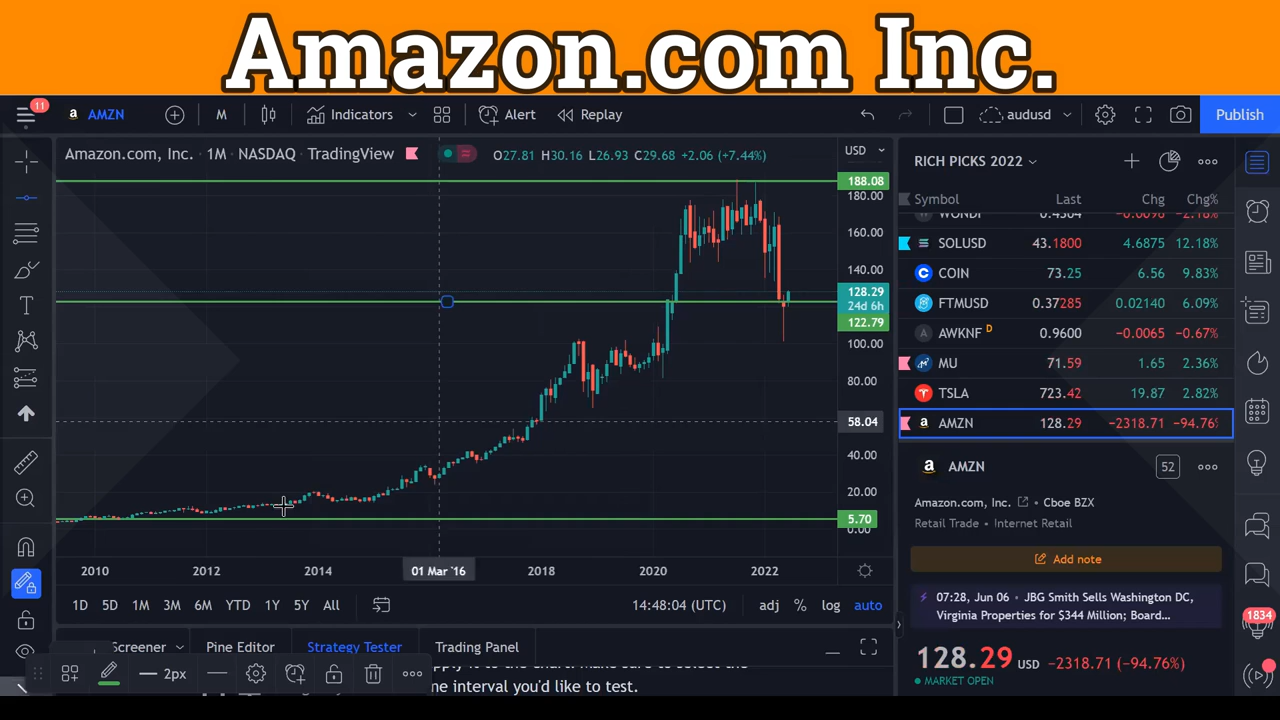 Amazon.com Inc.
11
a AMZN M Indicators Alert Replay audusd Publish
Amazon.com, Inc. · 1M · NASDAQ · TradingView O27.81 H30.16 L26.93 C29.68 +2.06 (+7.44%)
USD
188.08
180.00
160.00
140.00
128.29
24d 6h
122.79
100.00
80.00
58.04
40.00
20.00
5.70
0.00
2010 2012 2014 01 Mar '16 2018 2020 2022
1D 5D 1M 3M 6M YTD 1Y 5Y All 14:48:04 (UTC) adj % log auto
Screener Pine Editor Strategy Tester Trading Panel
2px
me interval you'd like to test.
RICH PICKS 2022
Symbol Last Chg Chg%
SOLUSD 43.1800 4.6875 12.18%
COIN 73.25 6.56 9.83%
FTMUSD 0.37285 0.02140 6.09%
A AWKNF D 0.9600 −0.0065 −0.67%
MU 71.59 1.65 2.36%
TSLA 723.42 19.87 2.82%
a AMZN 128.29 −2318.71 −94.76%
a AMZN 52
Amazon.com, Inc. · Cboe BZX
Retail Trade · Internet Retail
Add note
07:28, Jun 06 · JBG Smith Sells Washington DC,
Virginia Properties for $344 Million; Board...
128.29 USD −2318.71 (−94.76%)
MARKET OPEN
1834